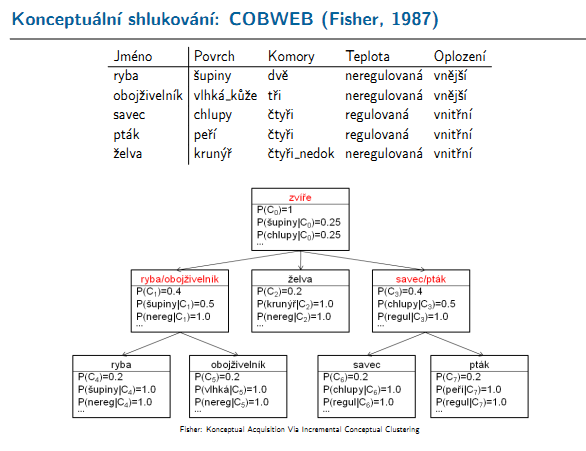 Konceptuální shlukování: COBWEB (Fisher, 1987)
Jméno Povrch Komory Teplota Oplození
ryba šupiny dvě neregulovaná vnější
obojživelník vlhká_kůže tři neregulovaná vnější
savec chlupy čtyři regulovaná vnitřní
pták peří čtyři regulovaná vnitřní
želva krunýř čtyři_nedok neregulovaná vnitřní
zvíře
P(C0)=1
P(šupiny|C0)=0.25
P(chlupy|C0)=0.25
...
ryba/obojživelník
P(C1)=0.4
P(šupiny|C1)=0.5
P(nereg|C1)=1.0
...
želva
P(C2)=0.2
P(krunýř|C2)=1.0
P(nereg|C2)=1.0
...
savec/pták
P(C3)=0.4
P(chlupy|C3)=0.5
P(regul|C3)=1.0
...
ryba
P(C4)=0.2
P(šupiny|C4)=1.0
P(nereg|C4)=1.0
...
obojživelník
P(C5)=0.2
P(vlhká|C5)=1.0
P(nereg|C5)=1.0
...
savec
P(C6)=0.2
P(chlupy|C6)=1.0
P(regul|C6)=1.0
...
pták
P(C7)=0.2
P(peří|C7)=1.0
P(regul|C7)=1.0
...
Fisher: Konceptual Acquisition Via Incremental Conceptual Clustering